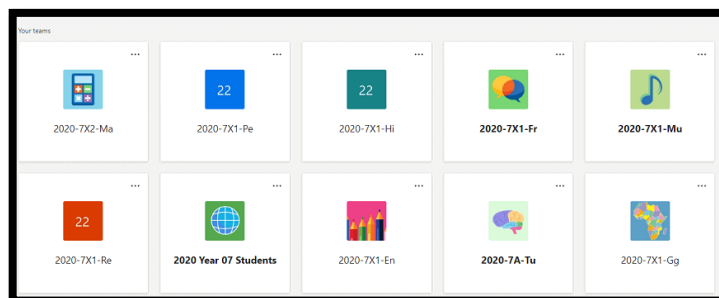 Your teams
2020-7X2-Ma
22
2020-7X1-Pe
22
2020-7X1-Hi
2020-7X1-Fr
2020-7X1-Mu
22
2020-7X1-Re
2020 Year 07 Students
2020-7X1-En
2020-7A-Tu
2020-7X1-Gg